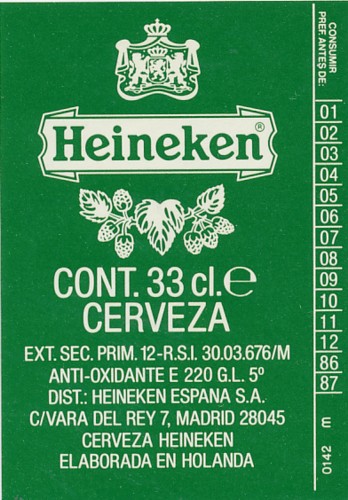 Heineken®
CONT. 33 cl.℮
CERVEZA
EXT. SEC. PRIM. 12-R.S.I. 30.03.676/M
ANTI-OXIDANTE E 220 G.L. 5º
DIST.: HEINEKEN ESPANA S.A.
C/VARA DEL REY 7, MADRID 28045
CERVEZA HEINEKEN
ELABORADA EN HOLANDA
CONSUMIR
PREF. ANTES DE:
01
02
03
04
05
06
07
08
09
10
11
12
86
87
0142 m